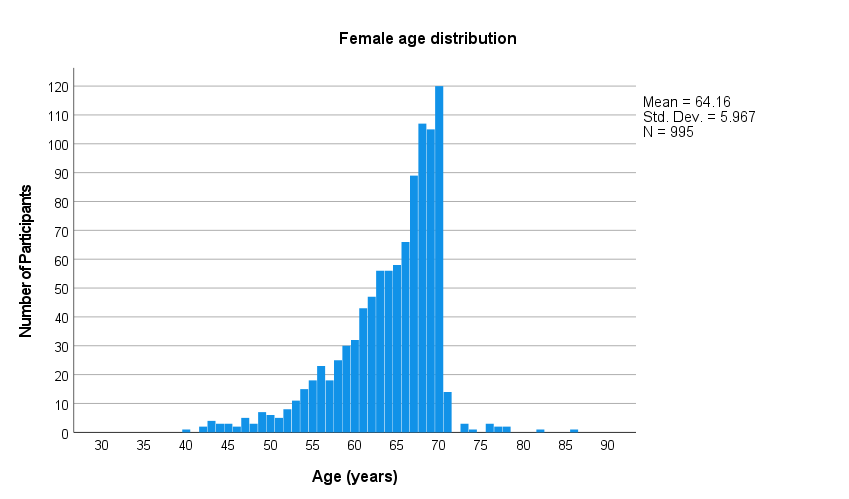 Female age distribution
120
110
100
90
80
70
60
50
40
30
20
10
0
Number of Participants
30 35 40 45 50 55 60 65 70 75 80 85 90
Age (years)
Mean = 64.16
Std. Dev. = 5.967
N = 995